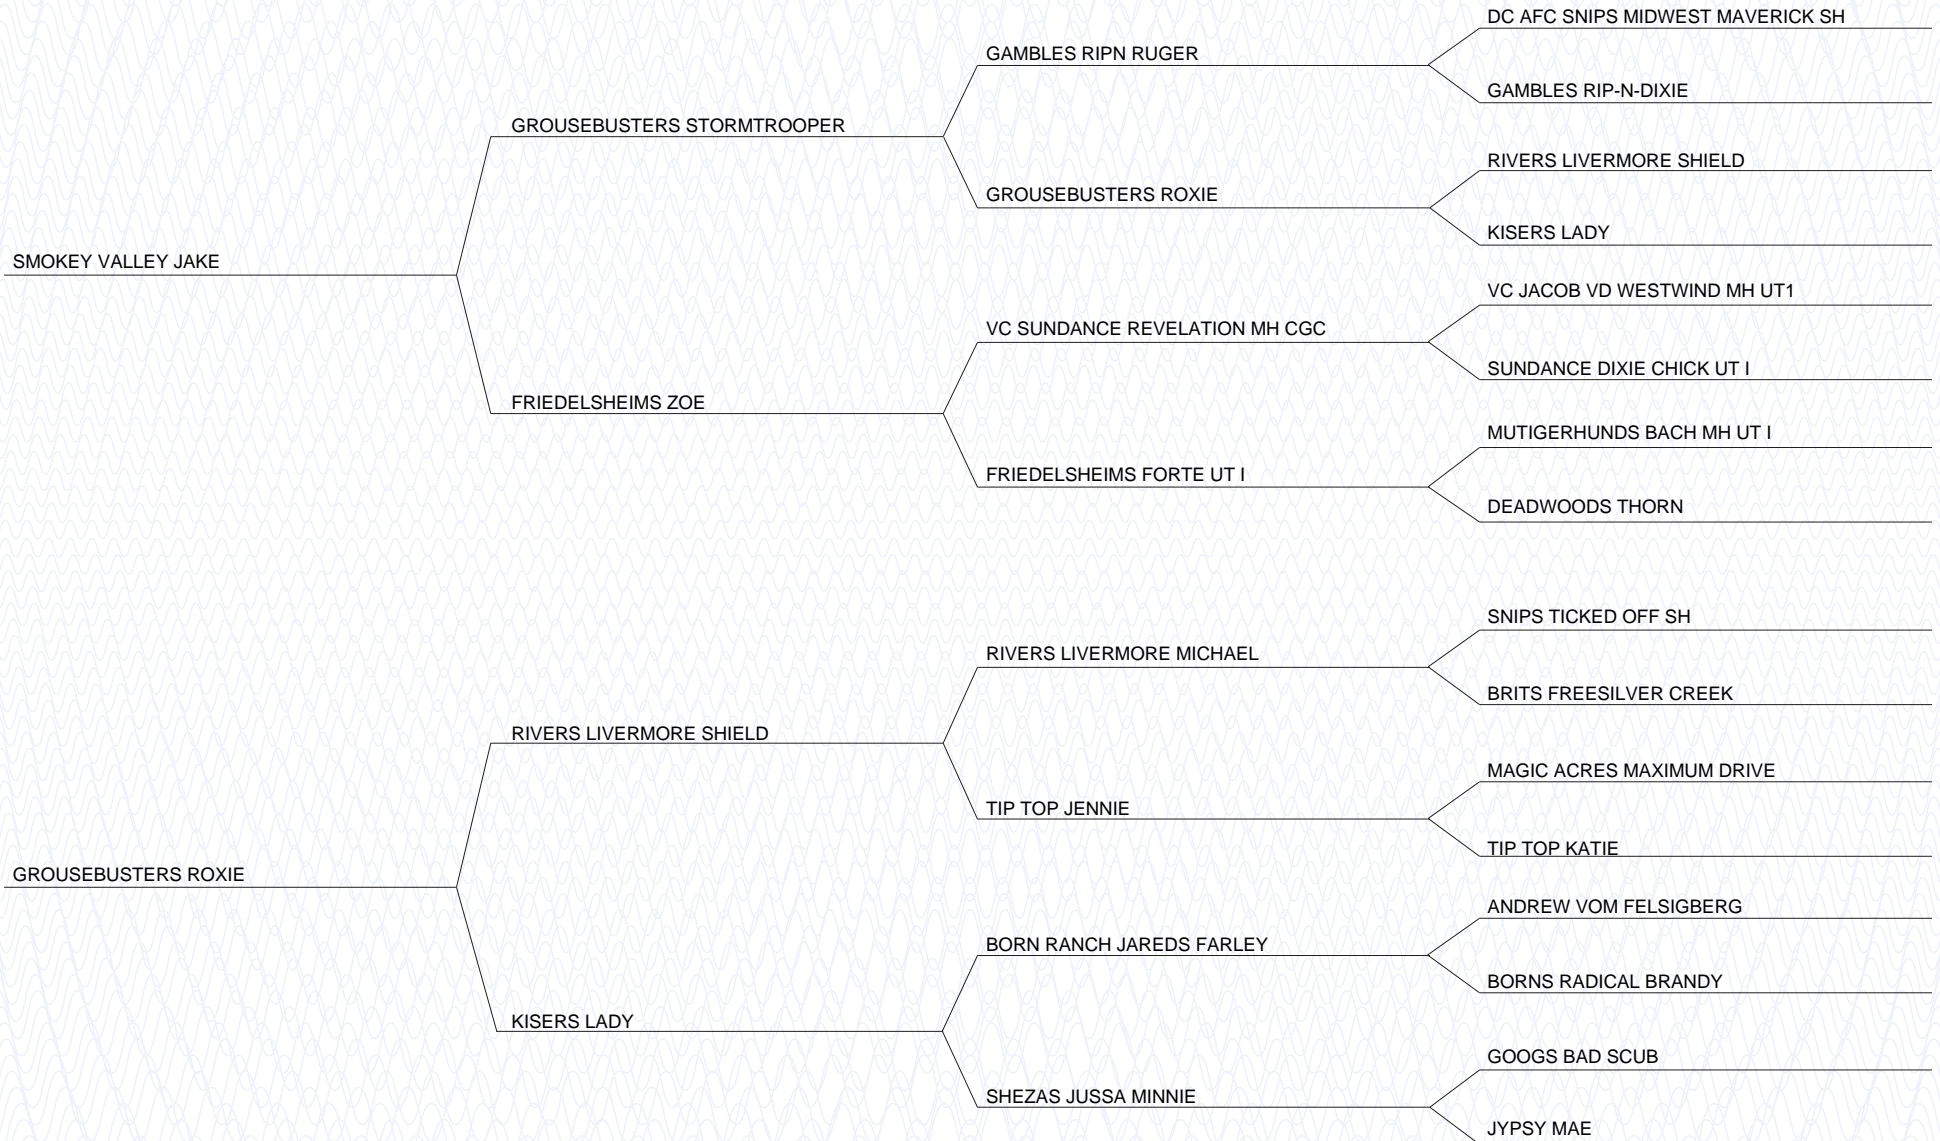 DC AFC SNIPS MIDWEST MAVERICK SH
GAMBLES RIPN RUGER
GAMBLES RIP-N-DIXIE
GROUSEBUSTERS STORMTROOPER
RIVERS LIVERMORE SHIELD
GROUSEBUSTERS ROXIE
KISERS LADY
SMOKEY VALLEY JAKE
VC JACOB VD WESTWIND MH UT1
VC SUNDANCE REVELATION MH CGC
SUNDANCE DIXIE CHICK UT I
FRIEDELSHEIMS ZOE
MUTIGERHUNDS BACH MH UT I
FRIEDELSHEIMS FORTE UT I
DEADWOODS THORN
SNIPS TICKED OFF SH
RIVERS LIVERMORE MICHAEL
BRITS FREESILVER CREEK
RIVERS LIVERMORE SHIELD
MAGIC ACRES MAXIMUM DRIVE
TIP TOP JENNIE
TIP TOP KATIE
GROUSEBUSTERS ROXIE
ANDREW VOM FELSIGBERG
BORN RANCH JAREDS FARLEY
BORNS RADICAL BRANDY
KISERS LADY
GOOGS BAD SCUB
SHEZAS JUSSA MINNIE
JYPSY MAE